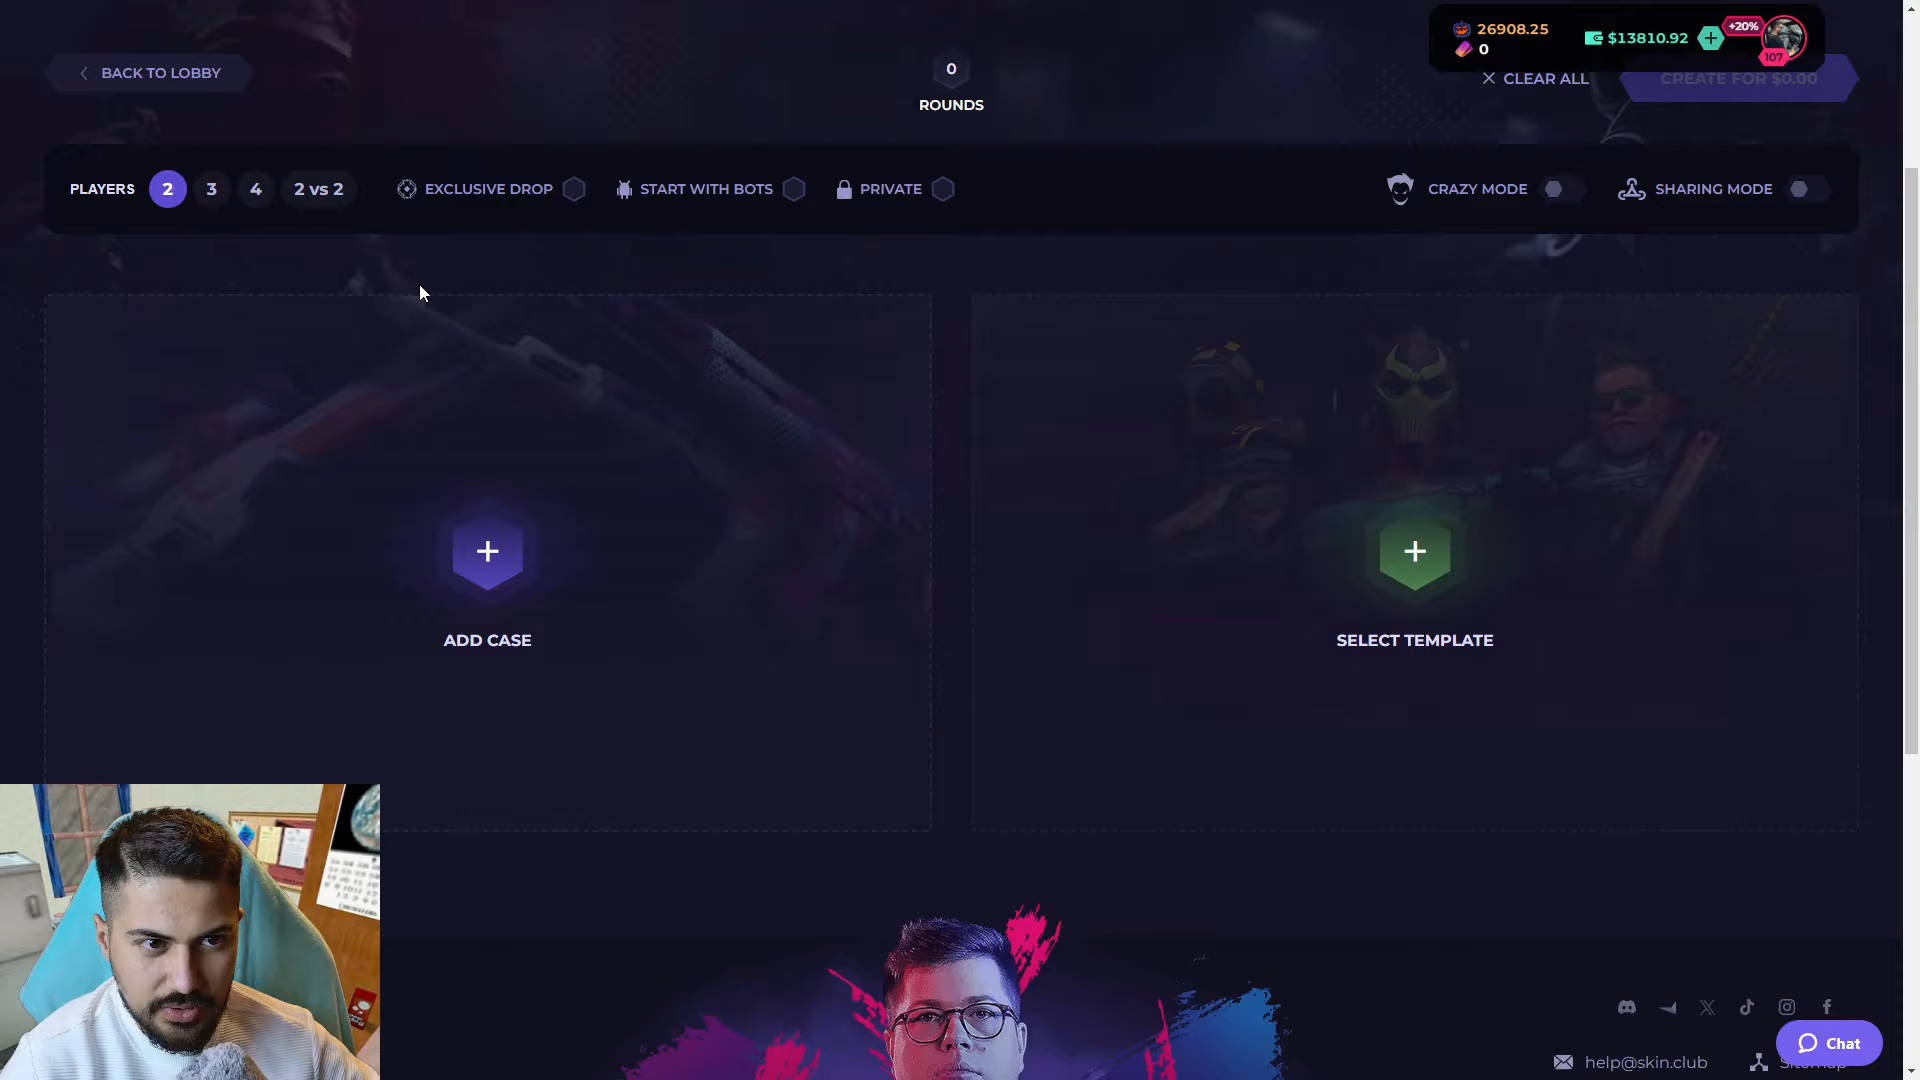 26908.25
0
$13810.92
+20%
107
BACK TO LOBBY
0
ROUNDS
CLEAR ALL
CREATE FOR $0.00
PLAYERS 2 3 4 2 vs 2
EXCLUSIVE DROP
START WITH BOTS
PRIVATE
CRAZY MODE
SHARING MODE
ADD CASE
SELECT TEMPLATE
help@skin.club
Sitemap
Chat